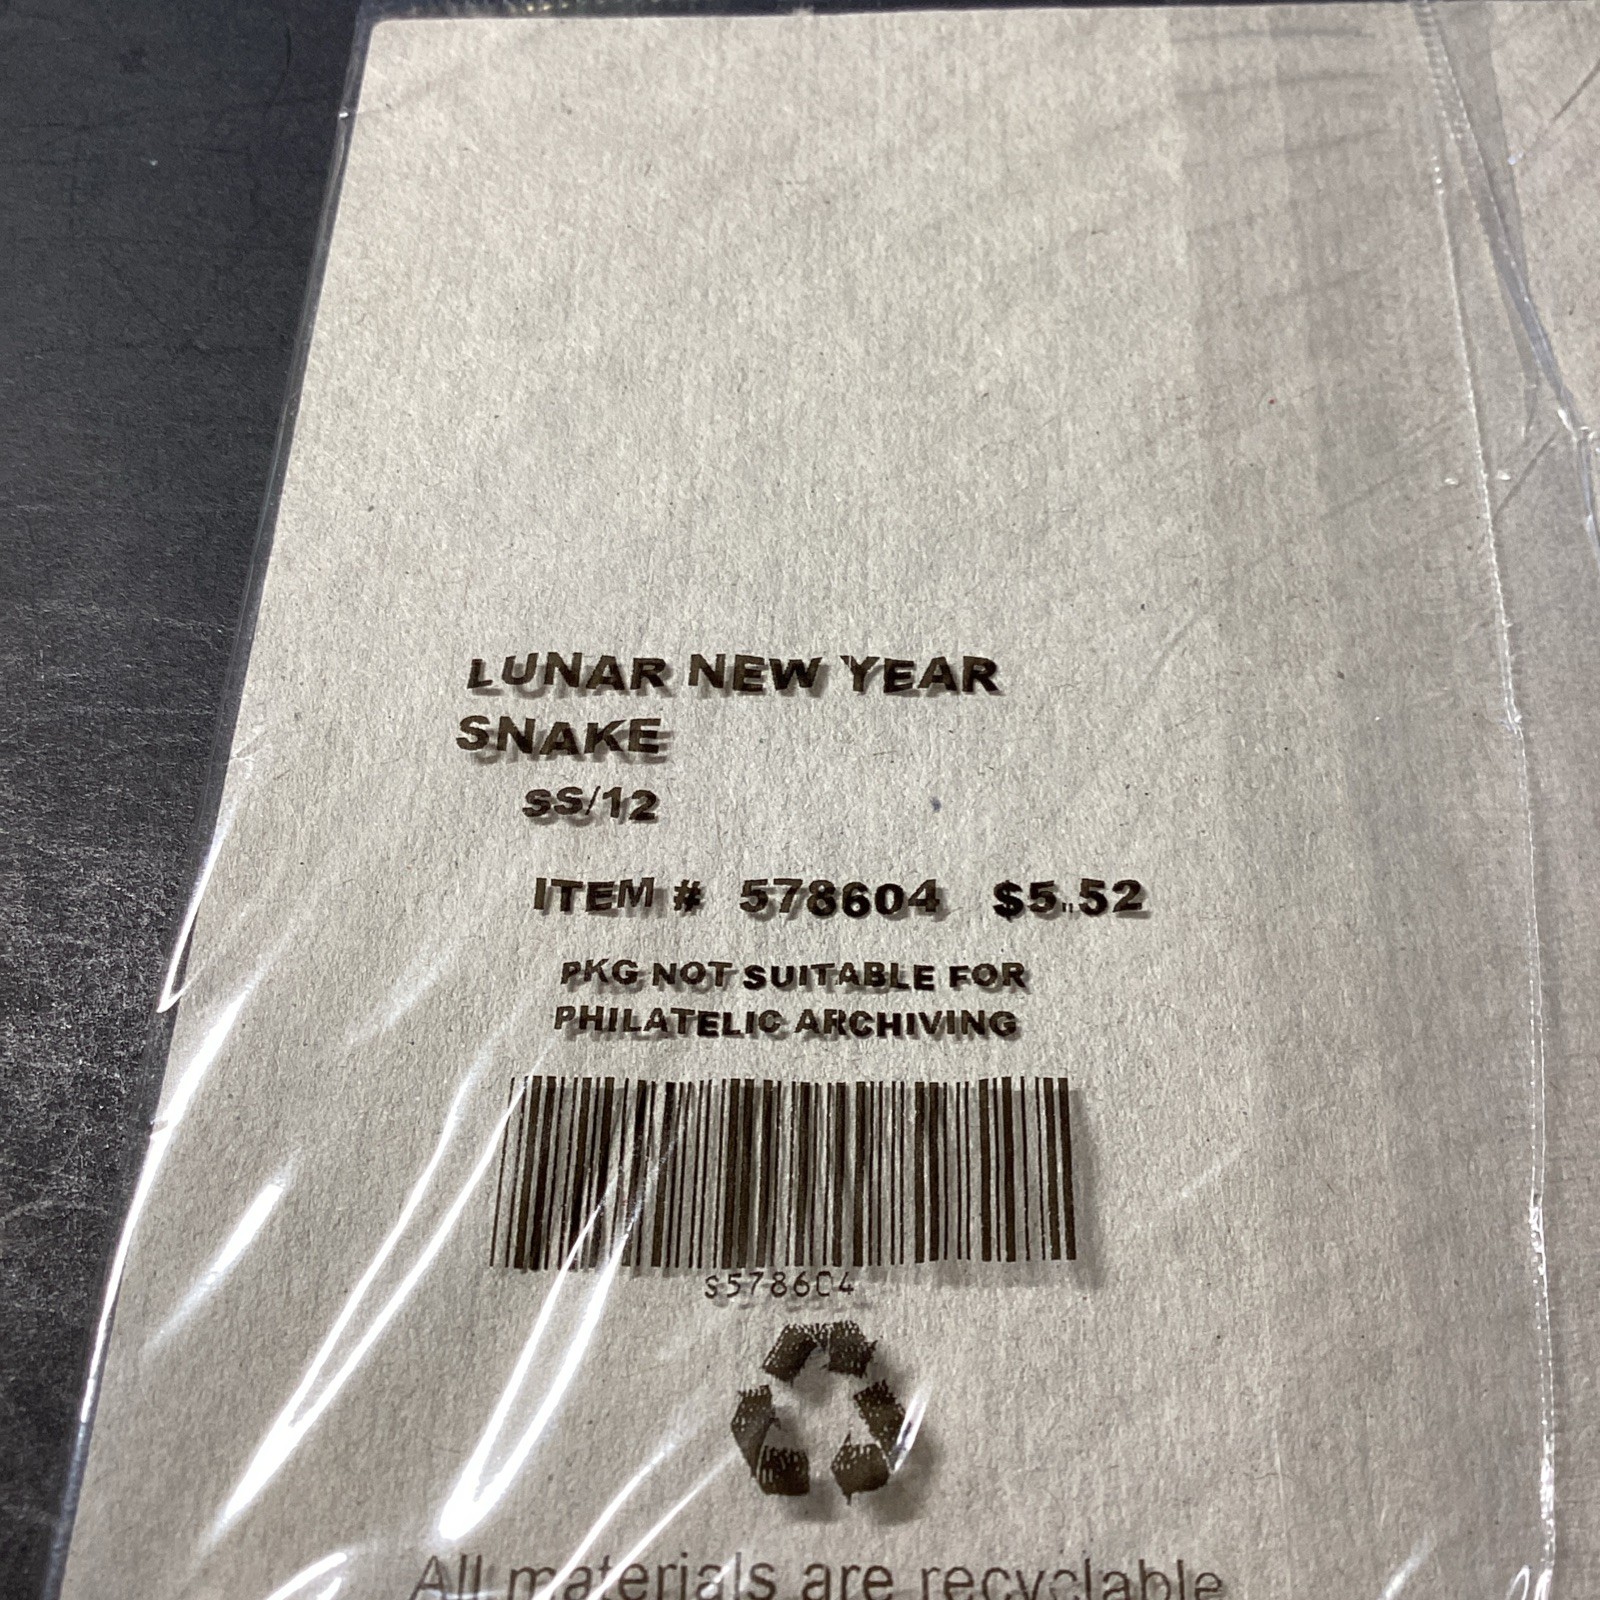 LUNAR NEW YEAR
SNAKE
SS/12
ITEM # 578604 $5.52
PKG NOT SUITABLE FOR
PHILATELIC ARCHIVING
S578604
All materials are recyclable